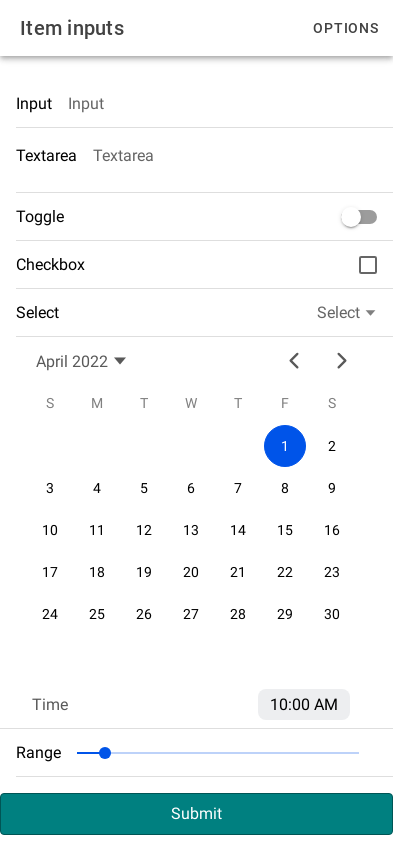 Item inputs OPTIONS
Input Input
Textarea Textarea
Toggle
Checkbox
Select Select
April 2022
S M T W T F S
1 2
3 4 5 6 7 8 9
10 11 12 13 14 15 16
17 18 19 20 21 22 23
24 25 26 27 28 29 30
Time 10:00 AM
Range
Submit